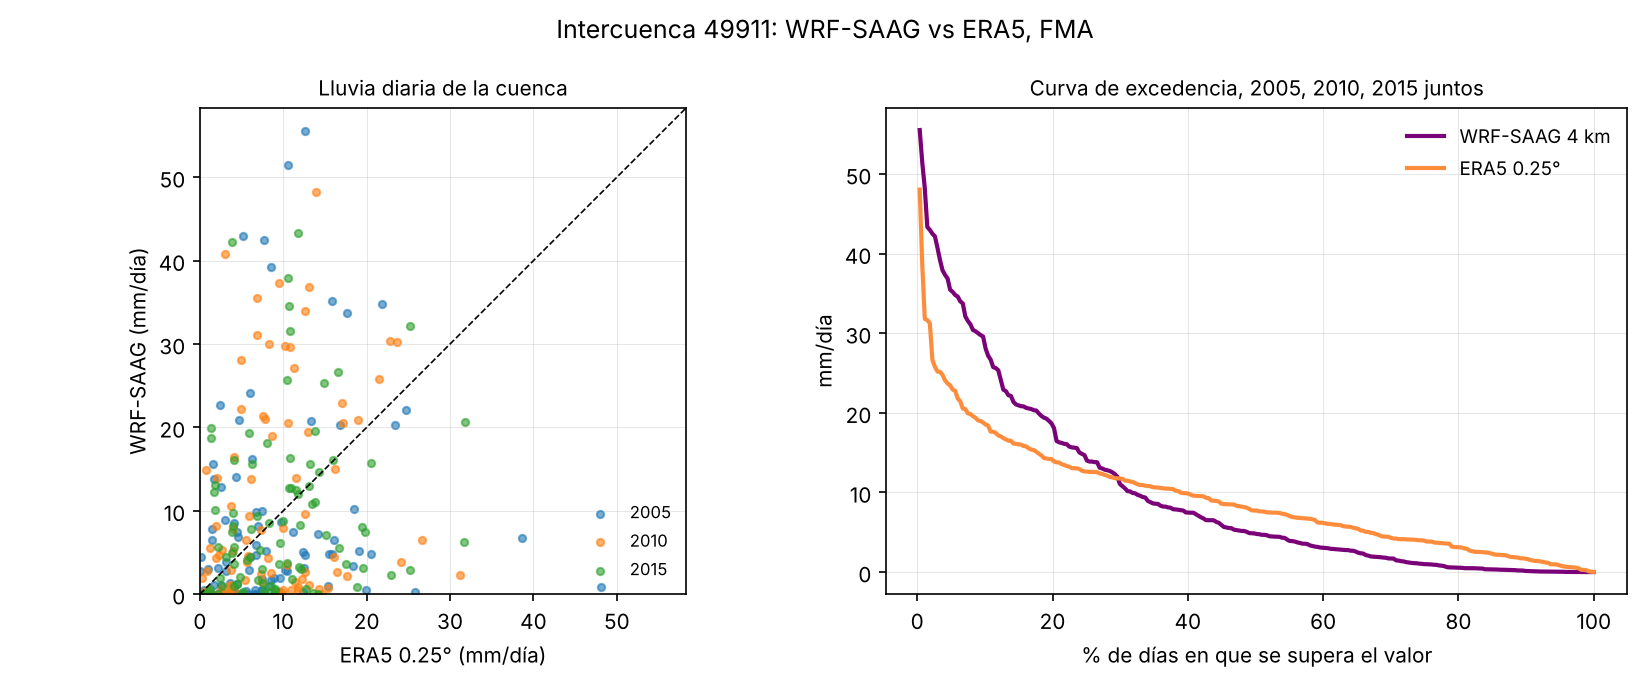 Intercuenca 49911: WRF-SAAG vs ERA5, FMA
Lluvia diaria de la cuenca
WRF-SAAG (mm/día)
50
40
30
20
10
0
0 10 20 30 40 50
ERA5 0.25° (mm/día)
2005
2010
2015
Curva de excedencia, 2005, 2010, 2015 juntos
WRF-SAAG 4 km
ERA5 0.25°
mm/día
50
40
30
20
10
0
0 20 40 60 80 100
% de días en que se supera el valor